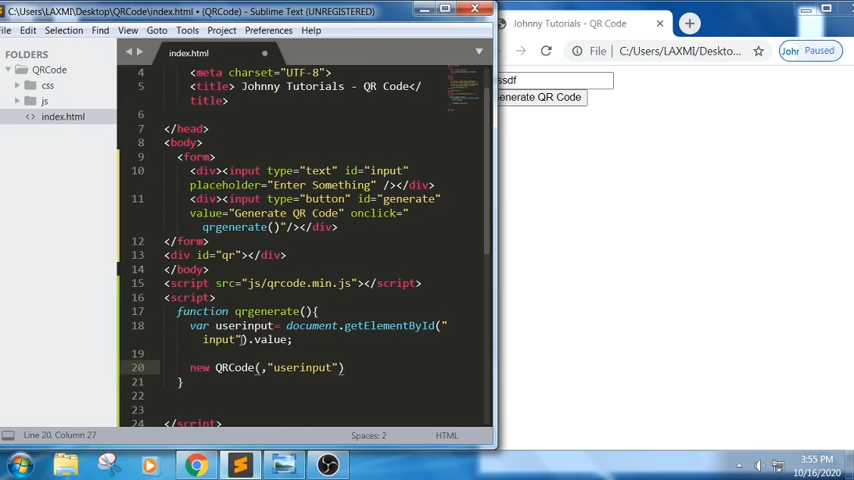 C:\Users\LAXMI\Desktop\QRCode\index.html • (QRCode) - Sublime Text (UNREGISTERED)
File Edit Selection Find View Goto Tools Project Preferences Help
FOLDERS
QRCode
css
js
index.html
index.html
4 <meta charset="UTF-8">
5 <title> Johnny Tutorials - QR Code</
title>
6
7 </head>
8 <body>
9 <form>
10 <div><input type="text" id="input"
placeholder="Enter Something" /></div>
11 <div><input type="button" id="generate"
value="Generate QR Code" onclick="
qrgenerate()"/></div>
12 </form>
13 <div id="qr"></div>
14 </body>
15 <script src="js/qrcode.min.js"></script>
16 <script>
17 function qrgenerate(){
18 var userinput= document.getElementById("
input").value;
19
20 new QRCode(,"userinput")
21 }
22
23
</script>
Line 20, Column 27
Spaces: 2
HTML
Johnny Tutorials - QR Code
File
C:/Users/LAXMI/Deskto...
John
Paused
ssdf
enerate QR Code
3:55 PM
10/16/2020